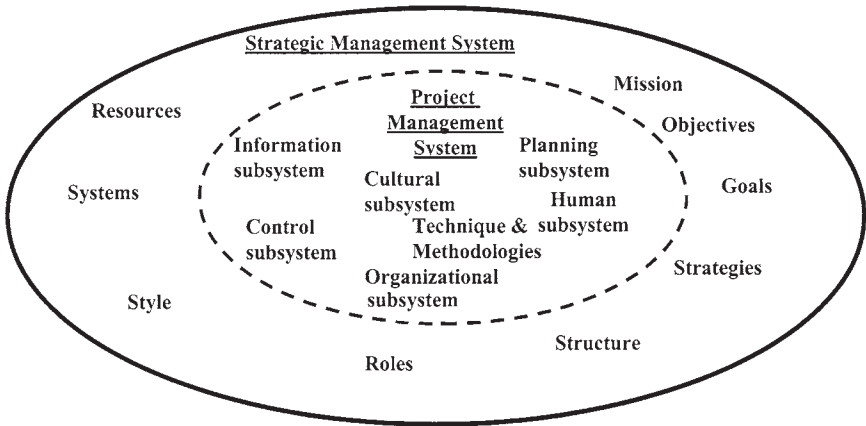 Strategic Management System
Mission
Resources
Project
Management
System
Objectives
Information
subsystem
Planning
subsystem
Cultural
subsystem
Systems
Goals
Human
subsystem
Control
subsystem
Technique &
Methodologies
Organizational
subsystem
Strategies
Style
Structure
Roles